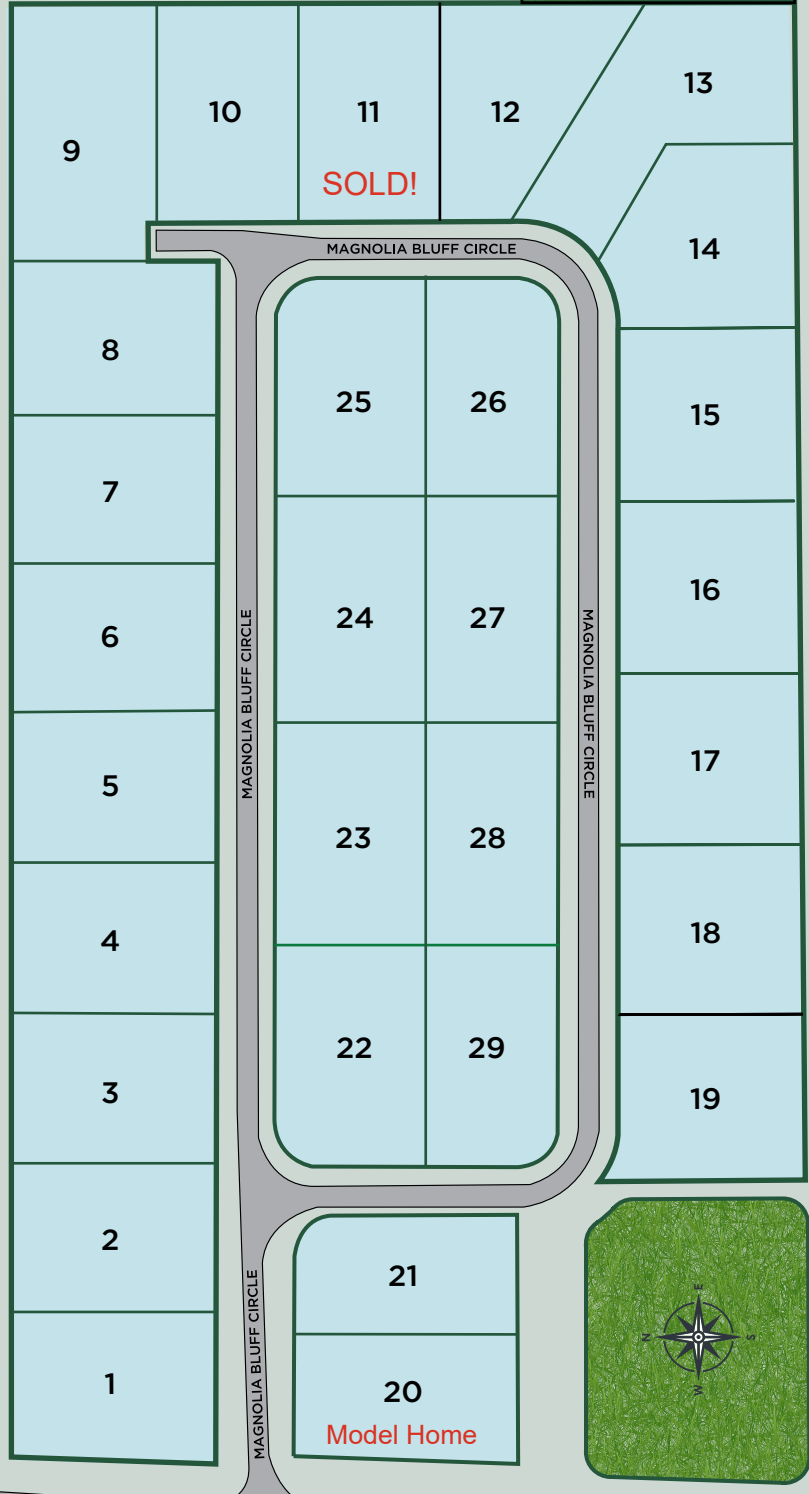 9
10
11
SOLD!
12
13
MAGNOLIA BLUFF CIRCLE
14
8
25
26
15
7
24
27
16
6
MAGNOLIA BLUFF CIRCLE
MAGNOLIA BLUFF CIRCLE
5
23
28
17
4
18
22
29
3
19
2
21
1
MAGNOLIA BLUFF CIRCLE
20
Model Home
E
N
S
W